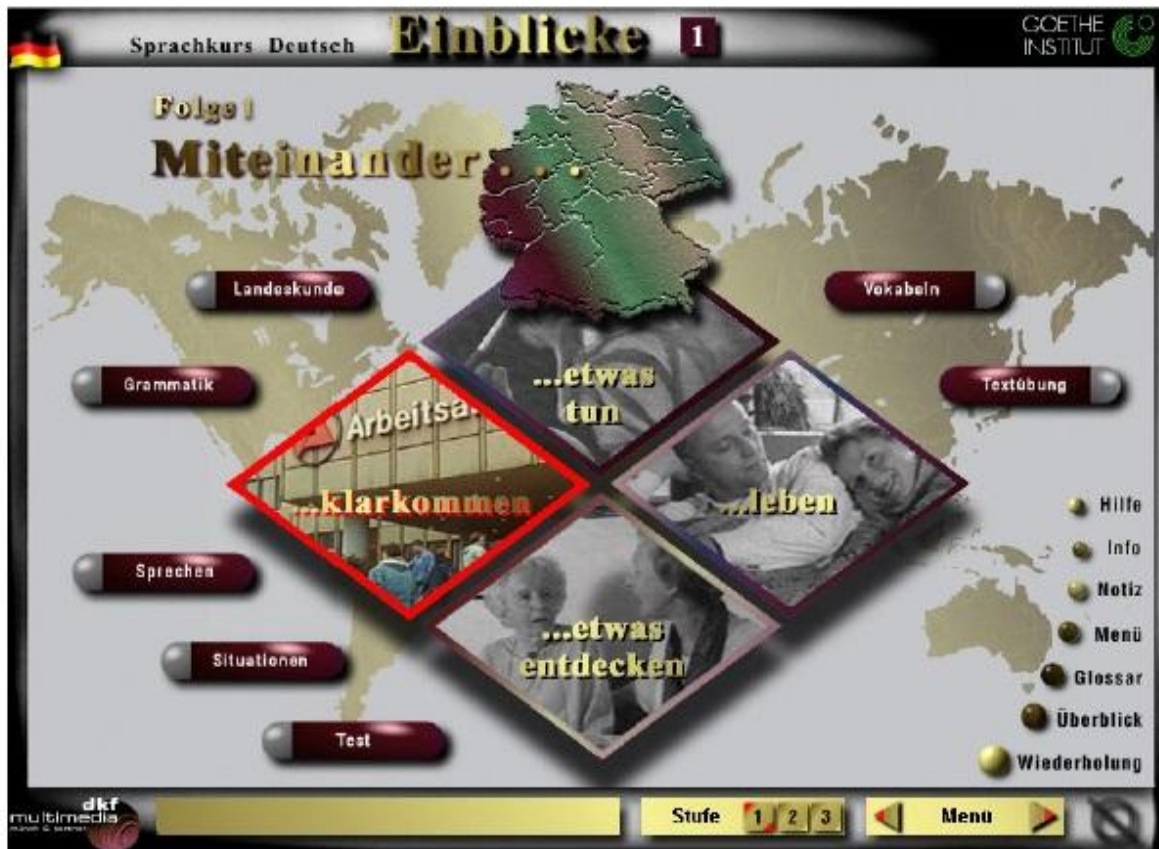 Sprachkurs Deutsch Einblicke 1
GOETHE
INSTITUT
Folge 1
Miteinander . . .
Landeskunde
Vokabeln
Grammatik
Textübung
...etwas
tun
Arbeitsa
...klarkommen
...leben
Sprechen
...etwas
entdecken
Situationen
Test
Hilfe
Info
Notiz
Menü
Glossar
Überblick
Wiederholung
dkf
multimedia
Stufe 1 2 3
Menü